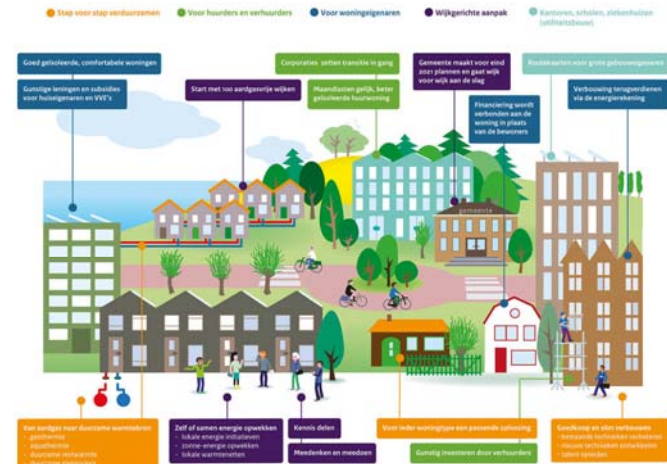 Stap voor stap verduurzamen
Voor huurders en verhuurders
Voor woningeigenaren
Wijkgerichte aanpak
Kantoren, scholen, ziekenhuizen
(utiliteitsbouw)
Goed geïsoleerde, comfortabele woningen
Gunstige leningen en subsidies
voor huiseigenaren en VVE's
Start met 100 aardgasvrije wijken
Corporaties zetten transitie in gang
Maandlasten gelijk, beter
geïsoleerde huurwoning
Gemeente maakt voor eind
2021 plannen en gaat wijk
voor wijk aan de slag
Financiering wordt
verbonden aan de
woning in plaats
van de bewoners
Routekaarten voor grote gebouweigenaren
Verbouwing terugverdienen
via de energierekening
gemeente
Van aardgas naar duurzame warmtebron
- geothermie
- aquathermie
- duurzame restwarmte
Zelf of samen energie opwekken
- lokale energie initiatieven
- zonne-energie opwekken
- lokale warmtenetten
Kennis delen
Meedenken en meedoen
Voor ieder woningtype een passende oplossing
Gunstig investeren door verhuurders
Goedkoop en slim verbouwen
- bestaande technieken verbeteren
- nieuwe technieken ontwikkelen
- talent opleiden